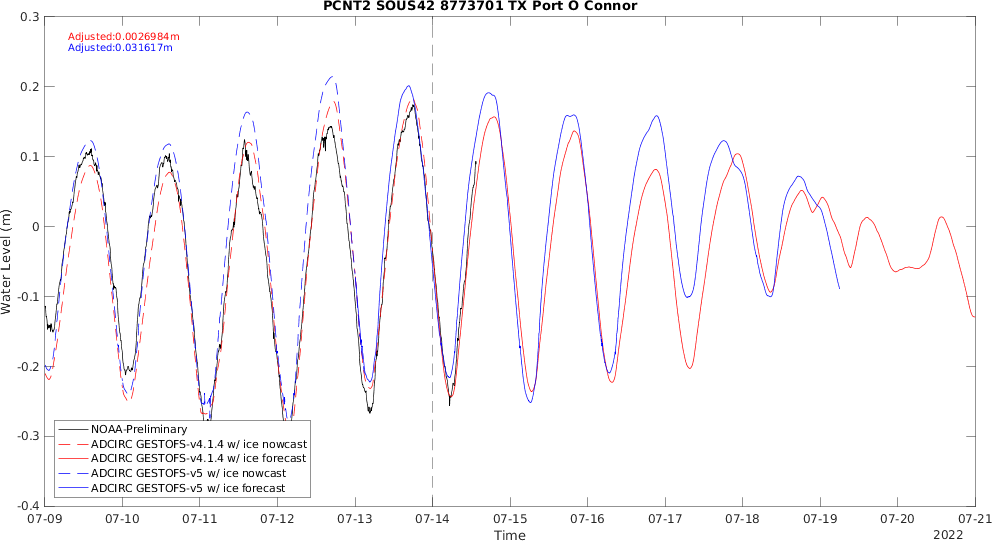 PCNT2 SOUS42 8773701 TX Port O Connor
Adjusted:0.0026984m
Adjusted:0.031617m
0.3
0.2
0.1
0
-0.1
-0.2
-0.3
-0.4
Water Level (m)
NOAA-Preliminary
ADCIRC GESTOFS-v4.1.4 w/ ice nowcast
ADCIRC GESTOFS-v4.1.4 w/ ice forecast
ADCIRC GESTOFS-v5 w/ ice nowcast
ADCIRC GESTOFS-v5 w/ ice forecast
07-09 07-10 07-11 07-12 07-13 07-14 07-15 07-16 07-17 07-18 07-19 07-20 07-21
Time
2022